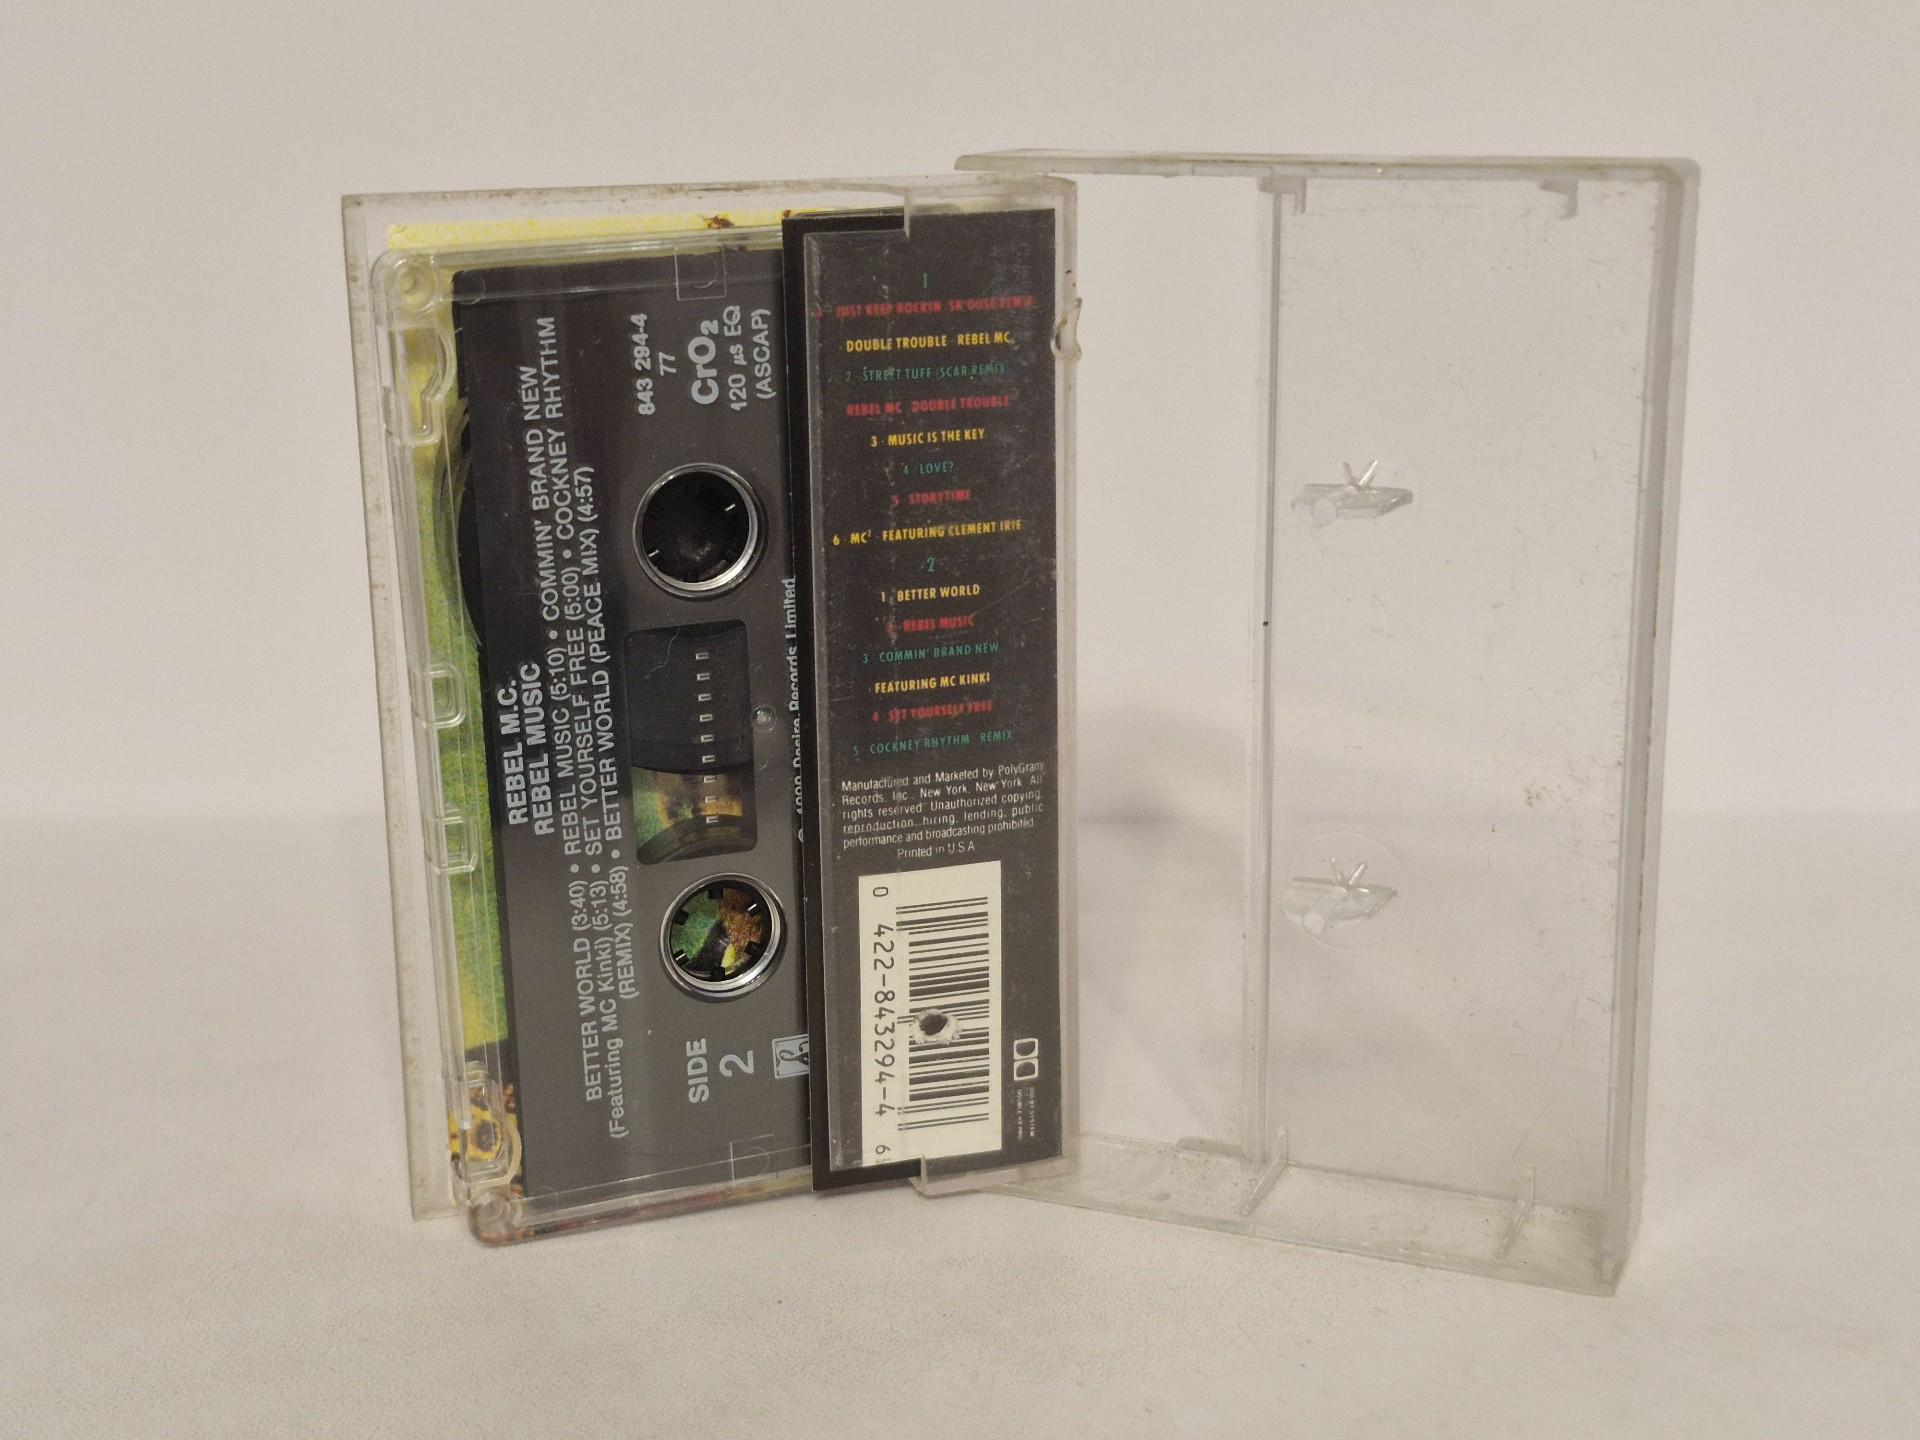 REBEL M.C.
REBEL MUSIC
BETTER WORLD (3:40) • REBEL MUSIC (5:10) • COMMIN' BRAND NEW
(Featuring MC Kinki) (5:13) • SET YOURSELF FREE (5:00) • COCKNEY RHYTHM
(REMIX) (4:58) • BETTER WORLD (PEACE MIX) (4:57)
843 294-4
77
CrO2
120 µs EQ
(ASCAP)
SIDE
2
Desire Records Limited
1
JUST KEEP ROCKIN SK'OUSE REMIX
DOUBLE TROUBLE · REBEL MC
2 · STREET TUFF (SCAR REMIX)
REBEL MC DOUBLE TROUBLE
3 · MUSIC IS THE KEY
4 LOVE?
5 STORYTIME
6 · MC² · FEATURING CLEMENT IRIE
2
1 BETTER WORLD
REBEL MUSIC
3 COMMIN' BRAND NEW
FEATURING MC KINKI
4 SET YOURSELF FREE
5 COCKNEY RHYTHM REMIX
Manufactured and Marketed by PolyGram
Records, Inc., New York, New York. All
rights reserved. Unauthorized copying,
reproduction, hiring, lending, public
performance and broadcasting prohibited.
Printed in U.S.A.
0 422-843294-4 6